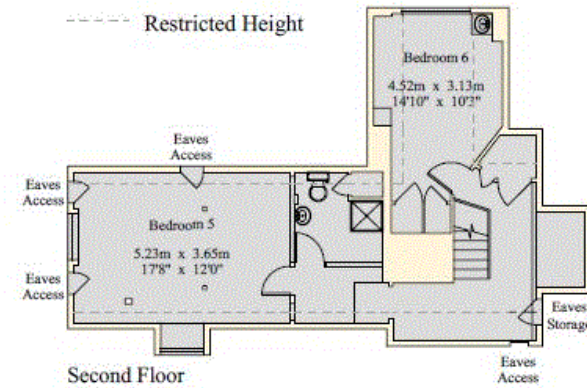 Restricted Height
Bedroom 6
4.52m x 3.13m
14'10" x 10'3"
Eaves
Access
Eaves
Access
Bedroom 5
5.23m x 3.65m
17'8" x 12'0"
Eaves
Access
Eaves
Storage
Second Floor
Eaves
Access